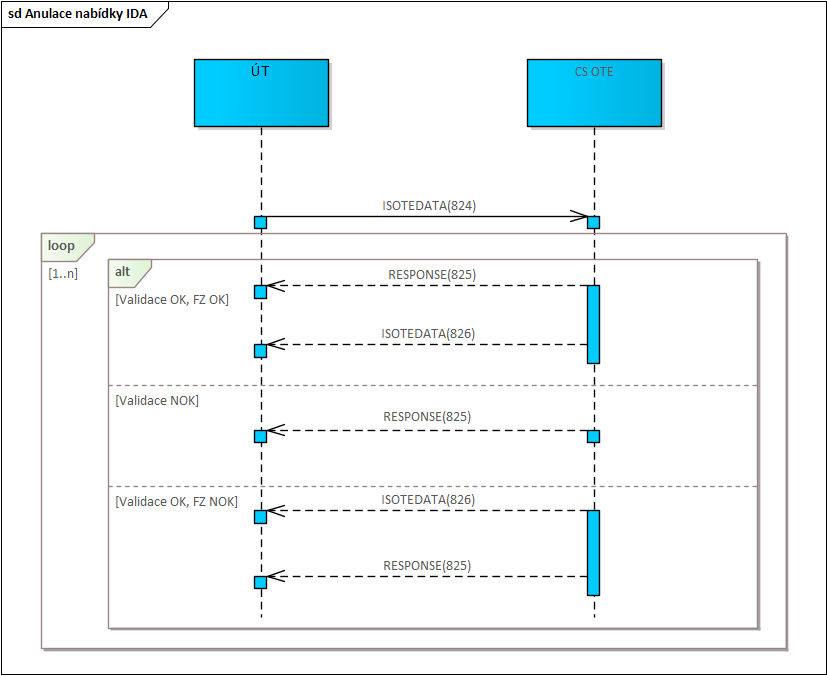 sd Anulace nabídky IDA
ÚT
CS OTE
ISOTEDATA(824)
loop
[1..n]
alt
RESPONSE(825)
[Validace OK, FZ OK]
ISOTEDATA(826)
[Validace NOK]
RESPONSE(825)
[Validace OK, FZ NOK]
ISOTEDATA(826)
RESPONSE(825)